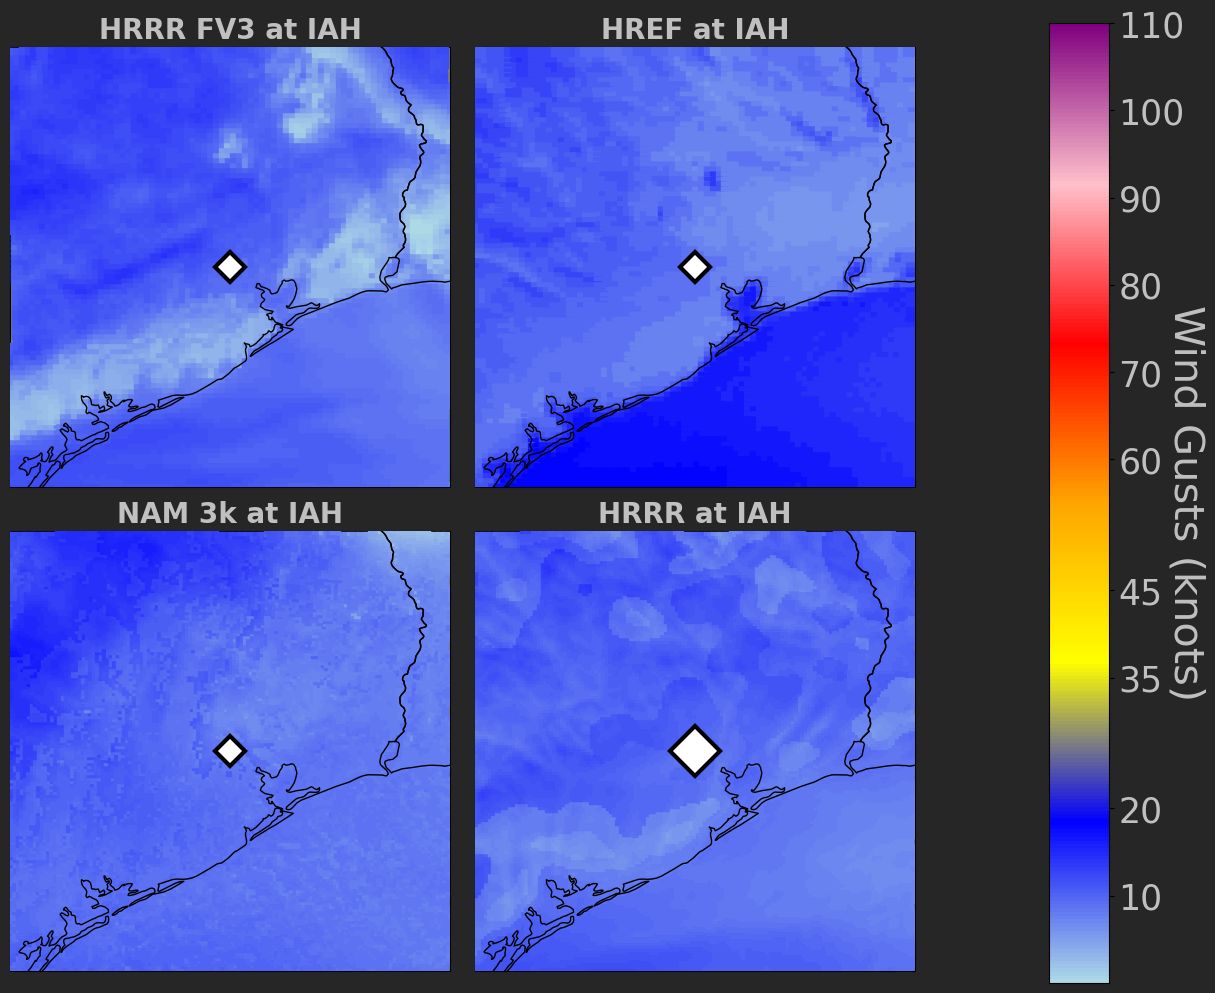 HRRR FV3 at IAH
HREF at IAH
NAM 3k at IAH
HRRR at IAH
110
100
90
80
70
60
45
35
20
10
Wind Gusts (knots)